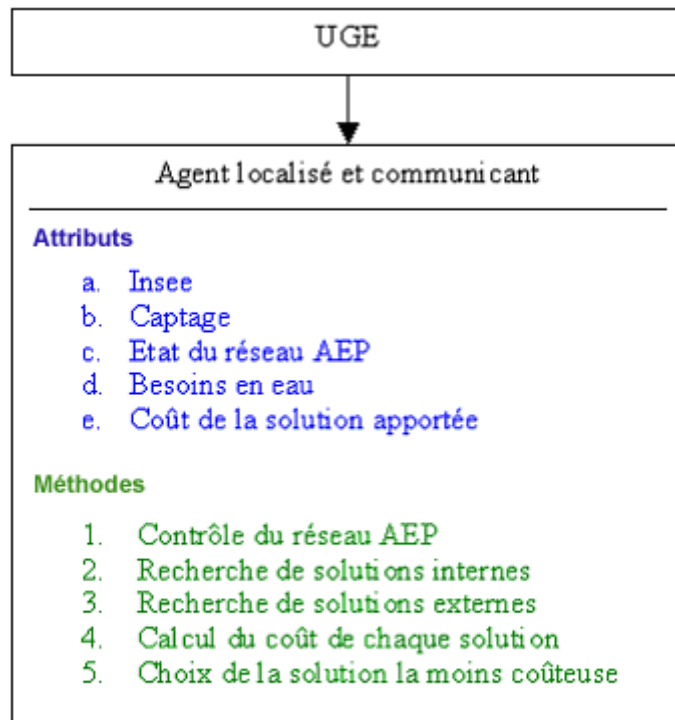 UGE
Agent localisé et communicant
Attributs
a. Insee
b. Captage
c. Etat du réseau AEP
d. Besoins en eau
e. Coût de la solution apportée
Méthodes
1. Contrôle du réseau AEP
2. Recherche de solutions internes
3. Recherche de solutions externes
4. Calcul du coût de chaque solution
5. Choix de la solution la moins coûteuse